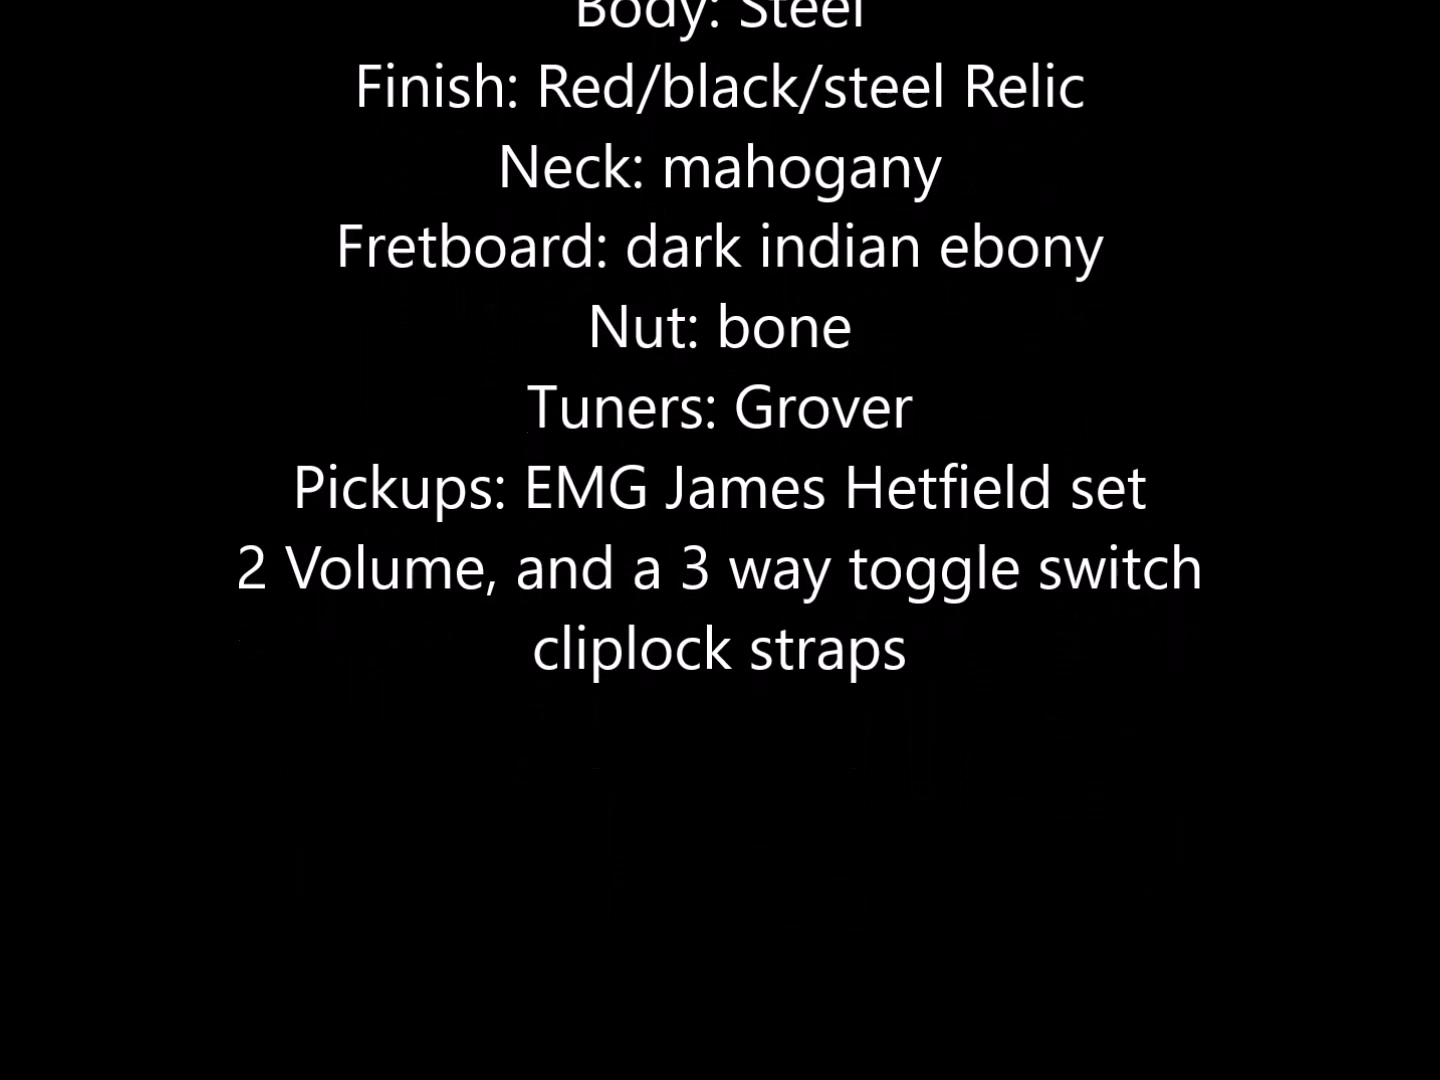 Body: Steel
Finish: Red/black/steel Relic
Neck: mahogany
Fretboard: dark indian ebony
Nut: bone
Tuners: Grover
Pickups: EMG James Hetfield set
2 Volume, and a 3 way toggle switch
cliplock straps